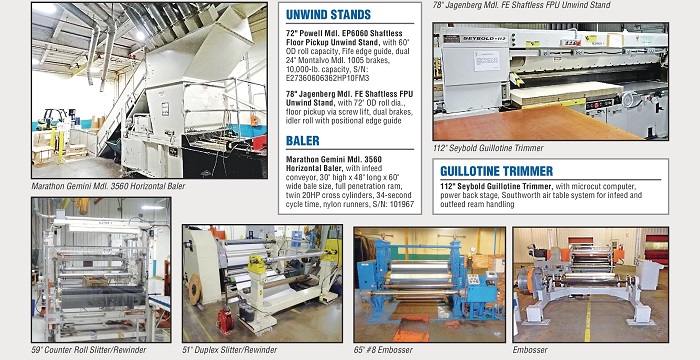 78" Jagenberg Mdl. FE Shaftless FPU Unwind Stand
UNWIND STANDS
72" Powell Mdl. EP6060 Shaftless
Floor Pickup Unwind Stand, with 60"
OD roll capacity, Fife edge guide, dual
24" Montalvo Mdl. 1005 brakes,
10,000-lb. capacity, S/N:
E27360606362HP10FM3
78" Jagenberg Mdl. FE Shaftless FPU
Unwind Stand, with 72' OD roll dia.,
floor pickup via screw lift, dual brakes,
idler roll with positional edge guide
BALER
Marathon Gemini Mdl. 3560
Horizontal Baler, with infeed
conveyor, 30" high x 48" long x 60"
wide bale size, full penetration ram,
twin 20HP cross cylinders, 34-second
cycle time, nylon runners, S/N: 101967
Marathon Gemini Mdl. 3560 Horizontal Baler
SEYBOLD-112
112" Seybold Guillotine Trimmer
GUILLOTINE TRIMMER
112" Seybold Guillotine Trimmer, with microcut computer,
power back stage, Southworth air table system for infeed and
outfeed ream handling
59" Counter Roll Slitter/Rewinder
51" Duplex Slitter/Rewinder
65" #8 Embosser
Embosser